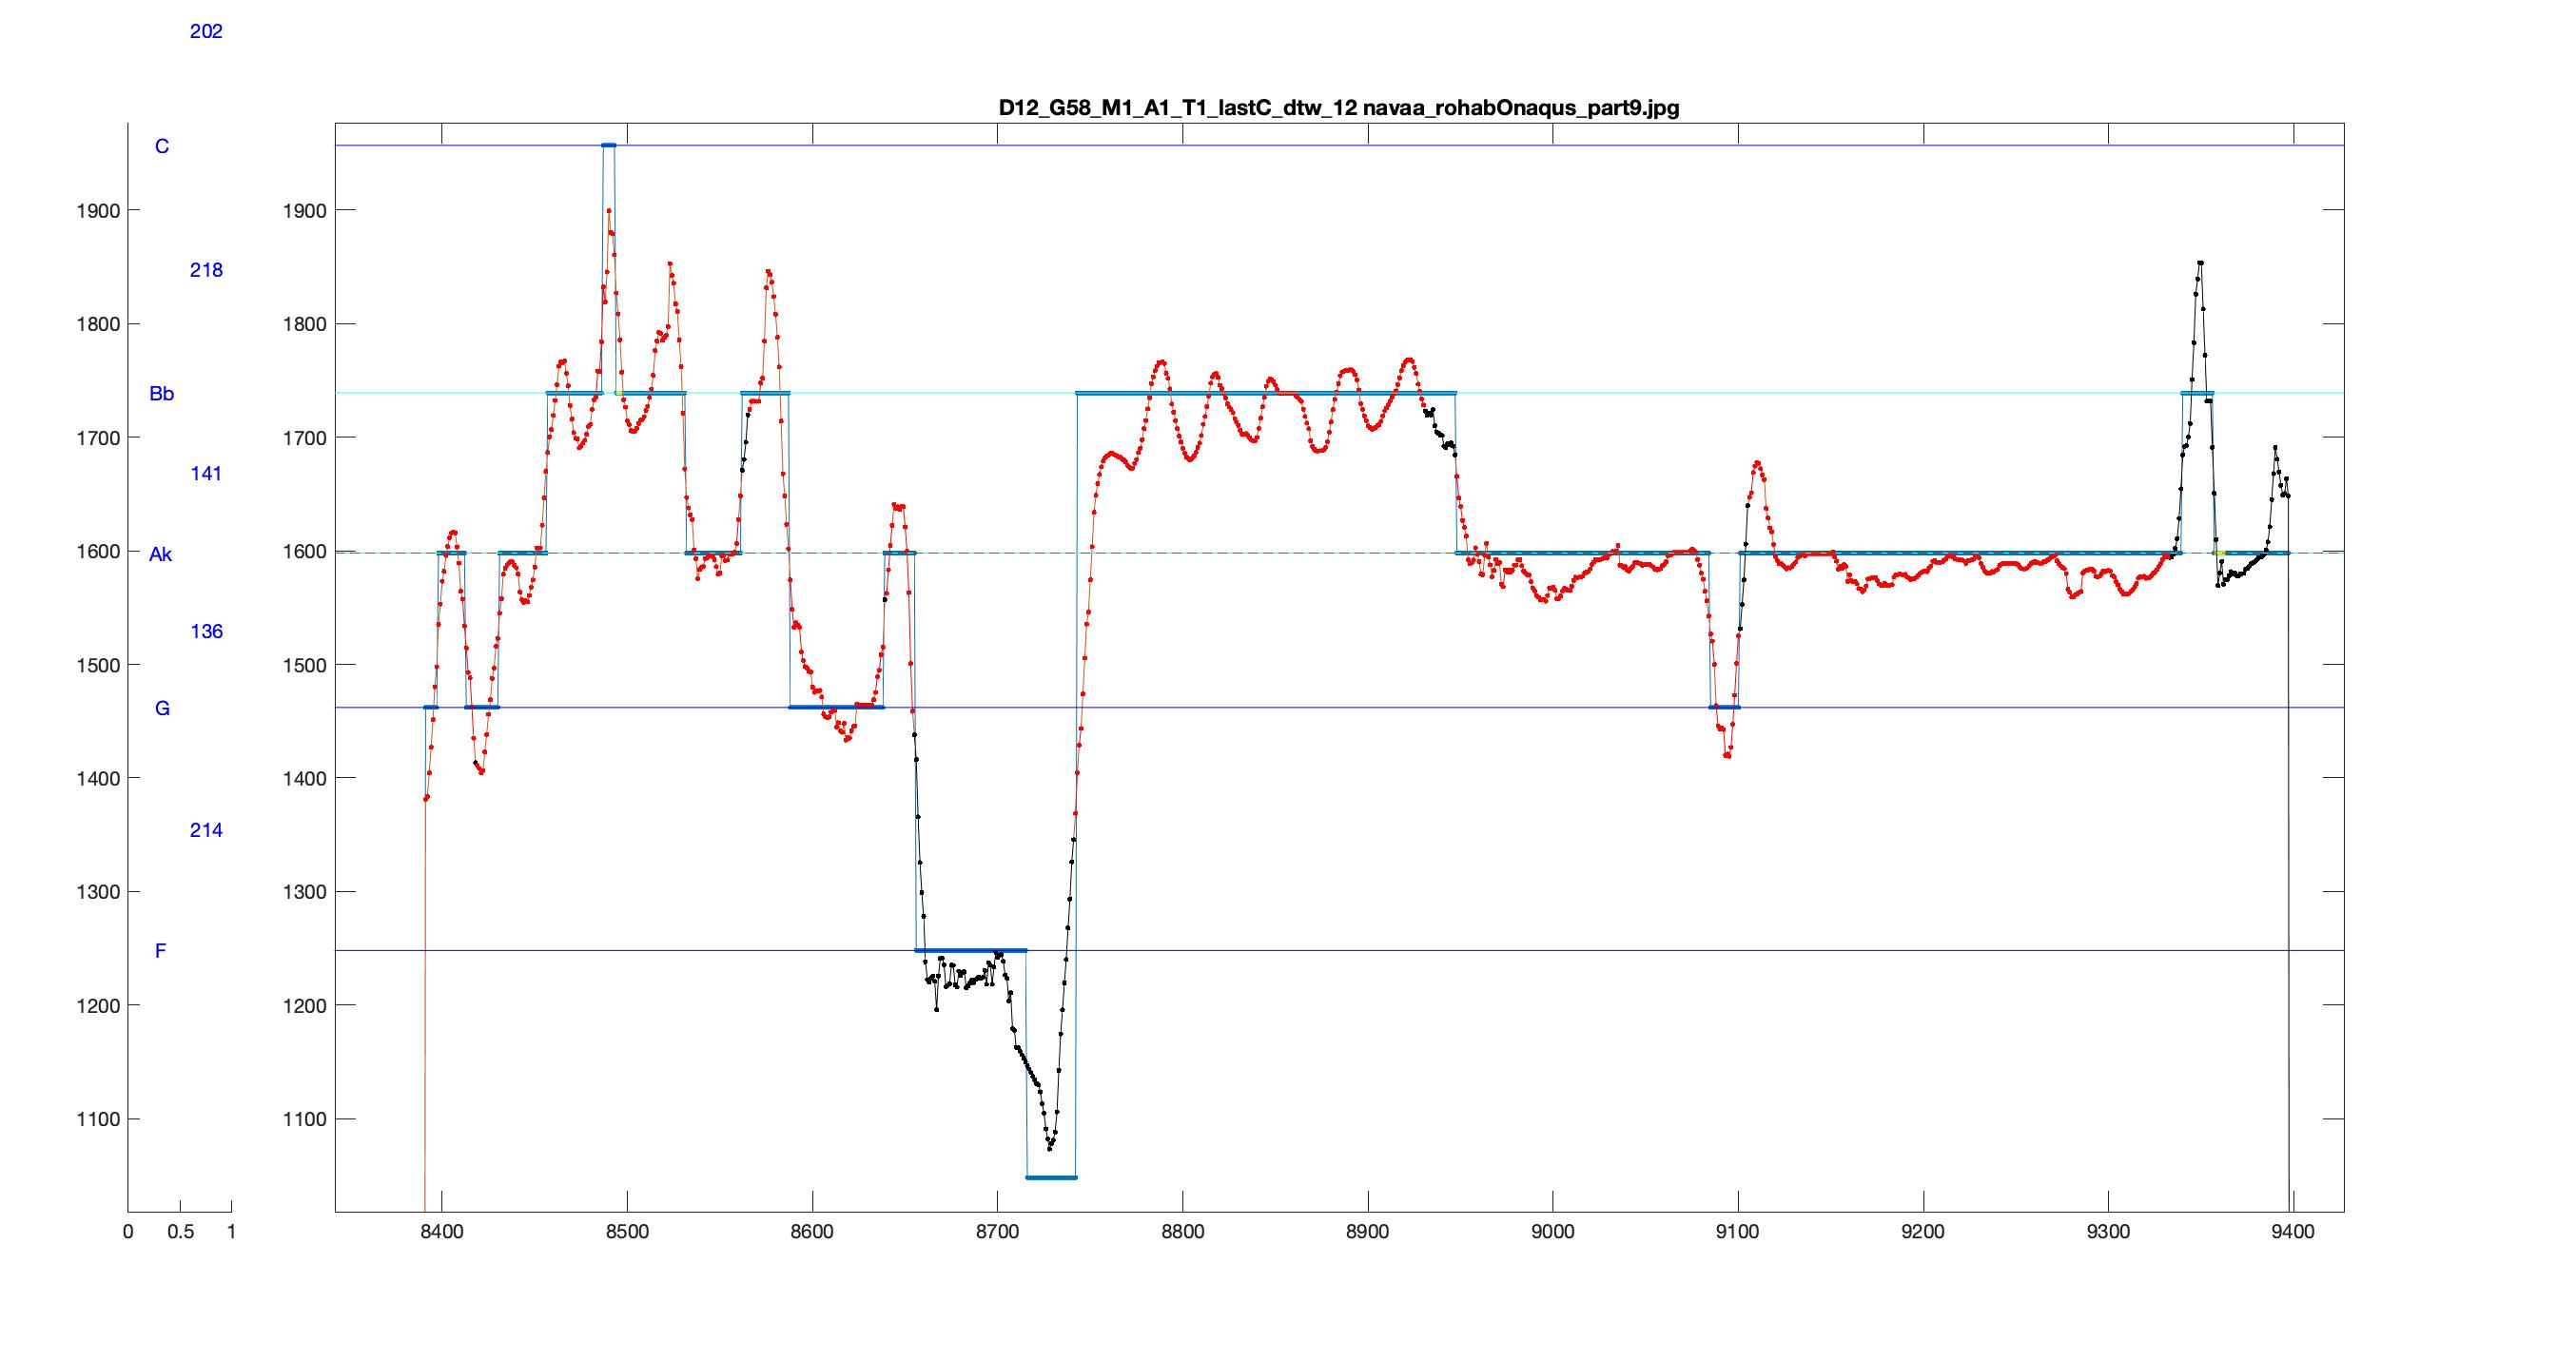 202
D12_G58_M1_A1_T1_lastC_dtw_12 navaa_rohabOnaqus_part9.jpg
C
1900 1900
218
1800 1800
Bb
1700 1700
141
1600 Ak 1600
136
1500 1500
G
1400 1400
214
1300 1300
F
1200 1200
1100 1100
0 0.5 1 8400 8500 8600 8700 8800 8900 9000 9100 9200 9300 9400